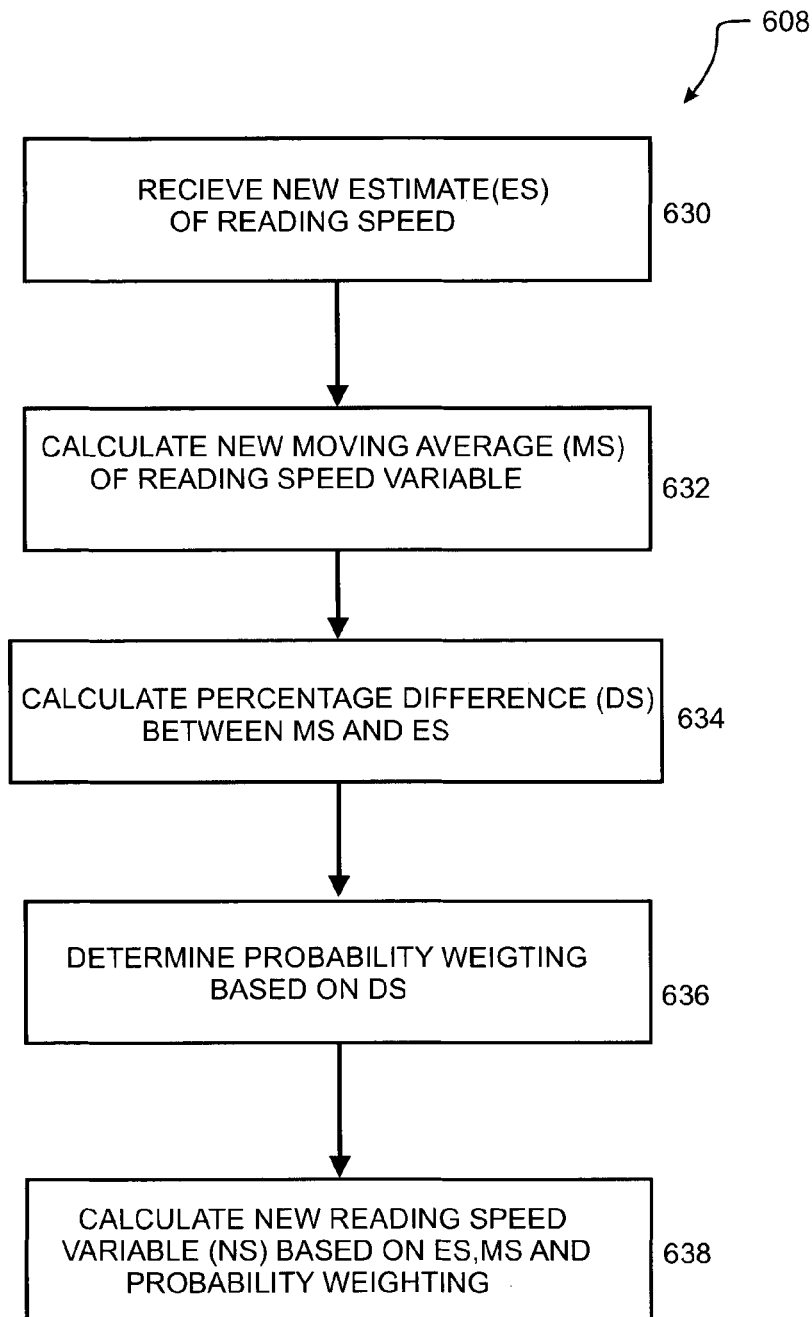 608
RECIEVE NEW ESTIMATE(ES)
OF READING SPEED
630
CALCULATE NEW MOVING AVERAGE (MS)
OF READING SPEED VARIABLE
632
CALCULATE PERCENTAGE DIFFERENCE (DS)
BETWEEN MS AND ES
634
DETERMINE PROBABILITY WEIGTING
BASED ON DS
636
CALCULATE NEW READING SPEED
VARIABLE (NS) BASED ON ES,MS AND
PROBABILITY WEIGHTING
638